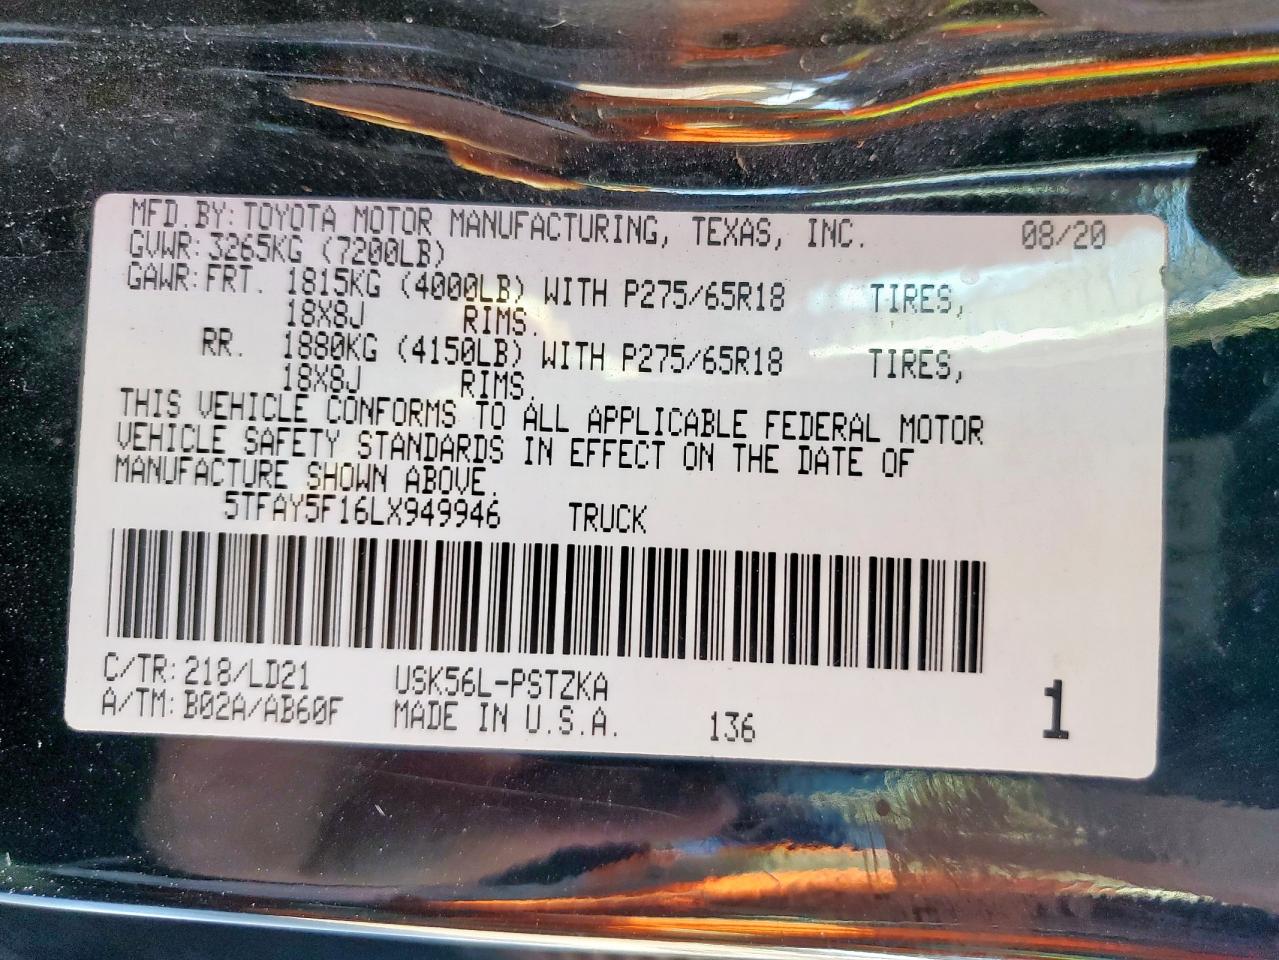 MFD.BY: TOYOTA MOTOR MANUFACTURING, TEXAS, INC. 08/20
GVWR: 3265KG (7200LB)
GAWR: FRT. 1815KG (4000LB) WITH P275/65R18 TIRES,
18X8J RIMS.
RR. 1880KG (4150LB) WITH P275/65R18 TIRES,
18X8J RIMS.
THIS VEHICLE CONFORMS TO ALL APPLICABLE FEDERAL MOTOR
VEHICLE SAFETY STANDARDS IN EFFECT ON THE DATE OF
MANUFACTURE SHOWN ABOVE.
5TFAY5F16LX949946 TRUCK
C/TR: 218/LD21 USK56L-PSTZKA
A/TM: B02A/AB60F MADE IN U.S.A. 136 1